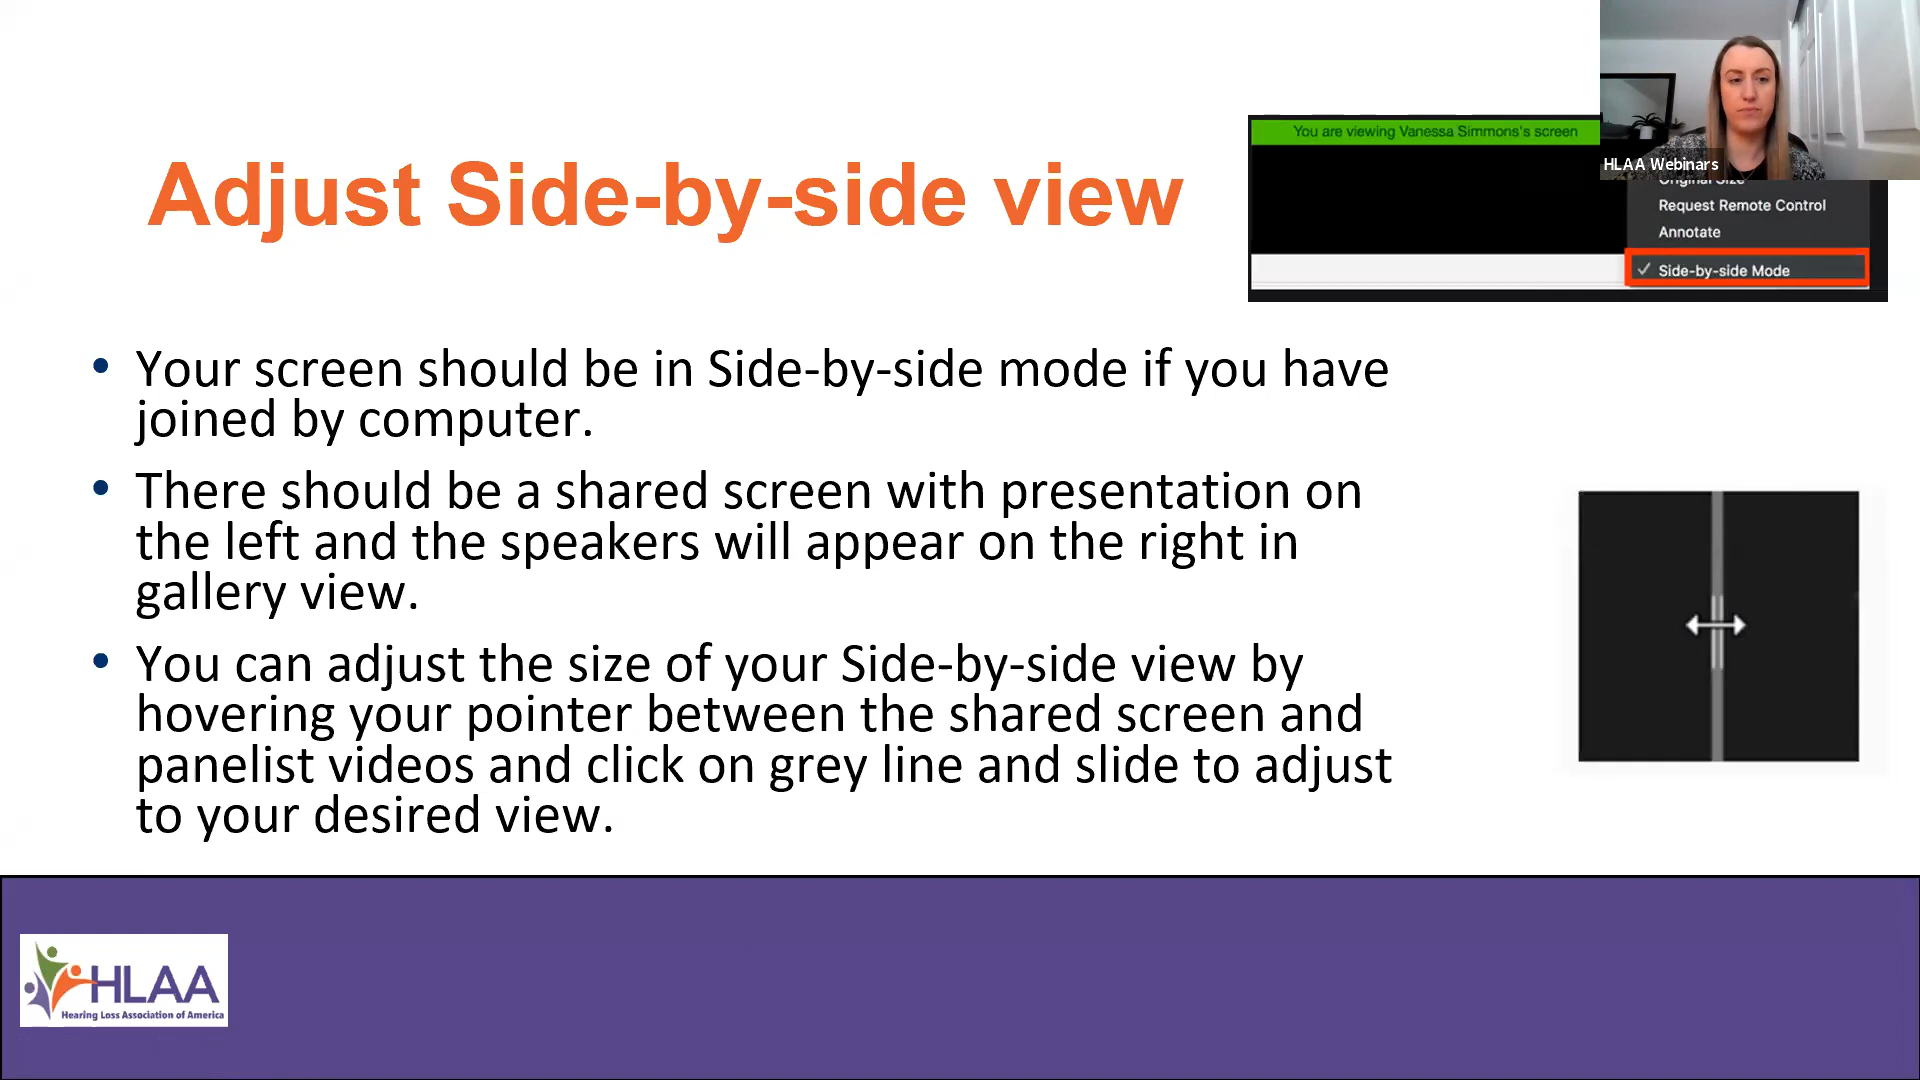 You are viewing Vanessa Simmons's screen
HLAA Webinars
Original Size
Request Remote Control
Annotate
✓ Side-by-side Mode
Adjust Side-by-side view
• Your screen should be in Side-by-side mode if you have
joined by computer.
• There should be a shared screen with presentation on
the left and the speakers will appear on the right in
gallery view.
• You can adjust the size of your Side-by-side view by
hovering your pointer between the shared screen and
panelist videos and click on grey line and slide to adjust
to your desired view.
HLAA
Hearing Loss Association of America